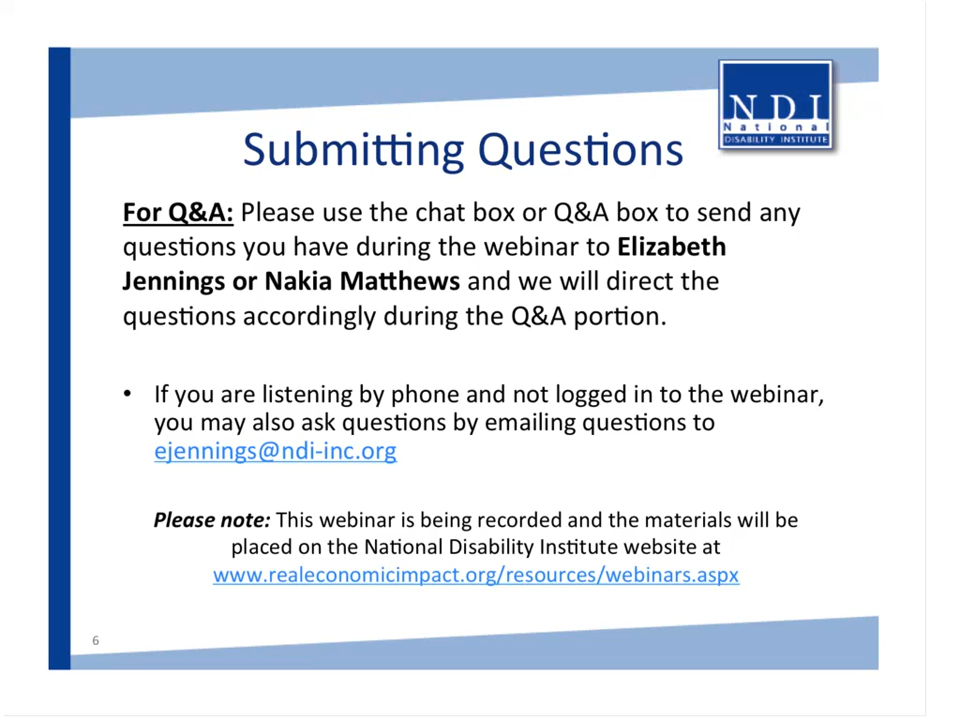 NDI
National
DISABILITY INSTITUTE
Submitting Questions
For Q&A: Please use the chat box or Q&A box to send any
questions you have during the webinar to Elizabeth
Jennings or Nakia Matthews and we will direct the
questions accordingly during the Q&A portion.
• If you are listening by phone and not logged in to the webinar,
you may also ask questions by emailing questions to
ejennings@ndi-inc.org
Please note: This webinar is being recorded and the materials will be
placed on the National Disability Institute website at
www.realeconomicimpact.org/resources/webinars.aspx
6